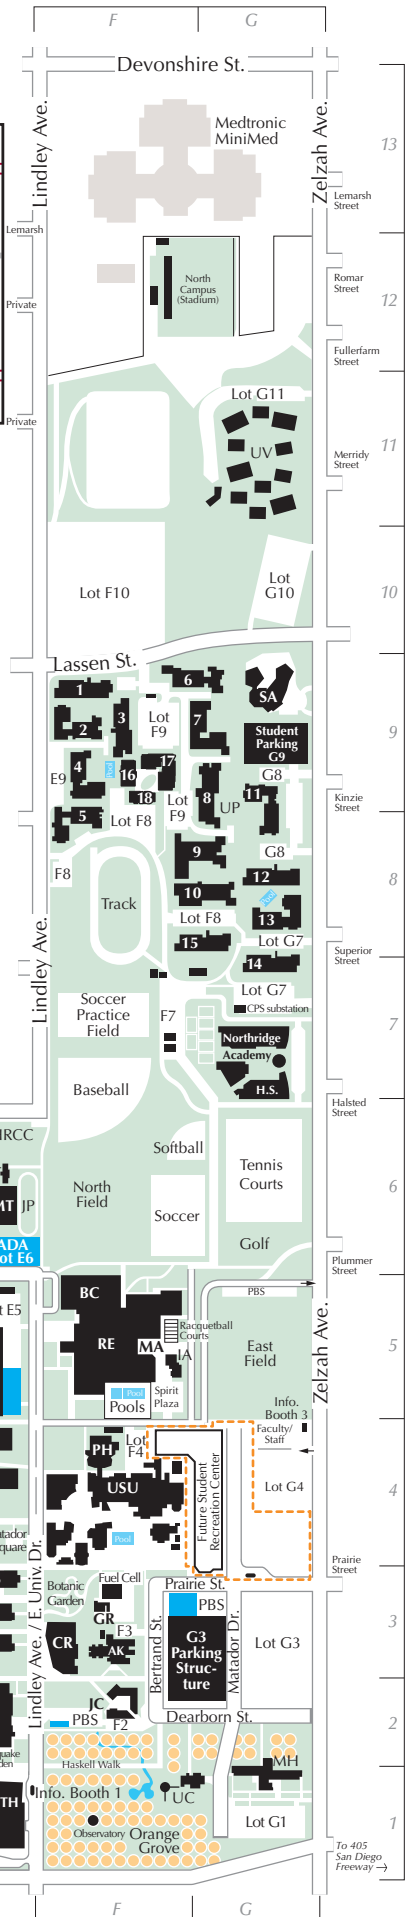 F
G
Devonshire St.
Lindley Ave.
Zelzah Ave.
Medtronic
MiniMed
13
Lemarsh
Street
Lemarsh
North
Campus
(Stadium)
Romar
Street
12
Private
Fullerfarm
Street
Lot G11
Private
UV
11
Merridy
Street
Lot F10
Lot
G10
10
Lassen St.
6
1
SA
3
7
Lot
F9
2
Student
Parking
G9
9
4
17
16
Pool
G8
E9
18
8
11
Kinzie
Street
5
Lot F8
Lot
F9
UP
9
G8
F8
12
8
10
Pool
Track
Lot F8
13
15
Lot G7
Superior
Street
14
Lindley Ave.
Lot G7
Soccer
Practice
Field
F7
CPS substation
7
Northridge
Academy
H.S.
Baseball
Halsted
Street
IRCC
Softball
Tennis
Courts
North
Field
6
MT
JP
Soccer
ADA
ot E6
Golf
Plummer
Street
BC
PBS
t E5
Racquetball
Courts
RE
MA
IA
East
Field
5
Zelzah Ave.
Pool
Pools
Spirit
Plaza
Info.
Booth 3
Faculty/
Staff
Lot
F4
PH
USU
Future Student
Recreation Center
Lot G4
4
tador
quare
Pool
Prairie
Street
Fuel Cell
Prairie St.
Botanic
Garden
PBS
GR
F3
Lindley Ave. / E. Univ. Dr.
CR
AK
Bertrand St.
G3
Parking
Struc-
ture
Matador Dr.
Lot G3
3
JC
PBS
F2
Dearborn St.
2
uake
den
Haskell Walk
MH
TH
Info. Booth 1
UC
Lot G1
1
Observatory
Orange
Grove
To 405
San Diego
Freeway →
F
G